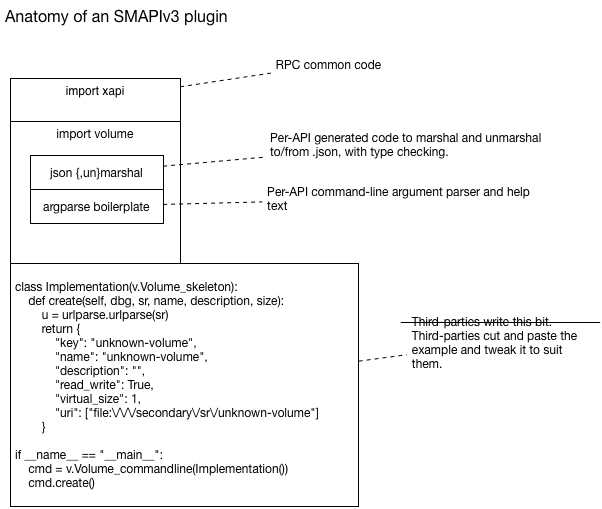 Anatomy of an SMAPIv3 plugin
RPC common code
import xapi
import volume
Per-API generated code to marshal and unmarshal
to/from .json, with type checking.
json {,un}marshal
argparse boilerplate
Per-API command-line argument parser and help
text
class Implementation(v.Volume_skeleton):
def create(self, dbg, sr, name, description, size):
u = urlparse.urlparse(sr)
return {
"key": "unknown-volume",
"name": "unknown-volume",
"description": "",
"read_write": True,
"virtual_size": 1,
"uri": ["file:\/\/\/secondary\/sr\/unknown-volume"]
}
if __name__ == "__main__":
cmd = v.Volume_commandline(Implementation())
cmd.create()
Third-parties write this bit.
Third-parties cut and paste the
example and tweak it to suit
them.